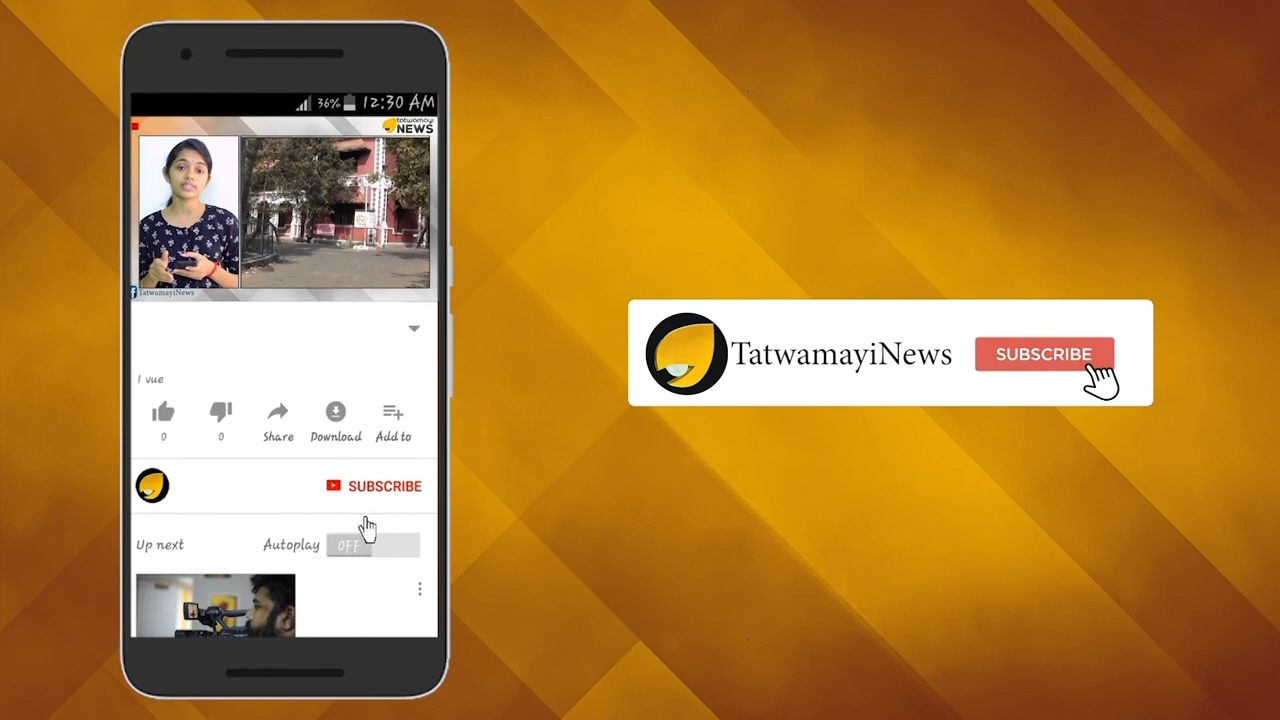 36% 12:30 AM
tatwamayi
NEWS
TatwamayiNews
1 vue
0 0 Share Download Add to
SUBSCRIBE
Up next Autoplay OFF
TatwamayiNews SUBSCRIBE